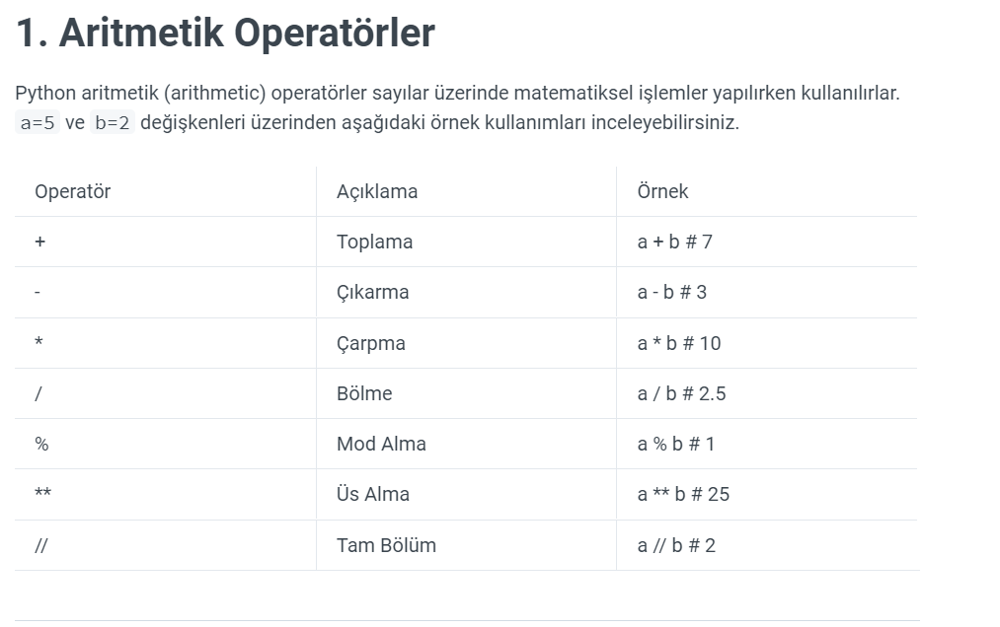 1. Aritmetik Operatörler
Python aritmetik (arithmetic) operatörler sayılar üzerinde matematiksel işlemler yapılırken kullanılırlar.
a=5 ve b=2 değişkenleri üzerinden aşağıdaki örnek kullanımları inceleyebilirsiniz.
Operatör Açıklama Örnek
+ Toplama a + b # 7
- Çıkarma a - b # 3
* Çarpma a * b # 10
/ Bölme a / b # 2.5
% Mod Alma a % b # 1
** Üs Alma a ** b # 25
// Tam Bölüm a // b # 2